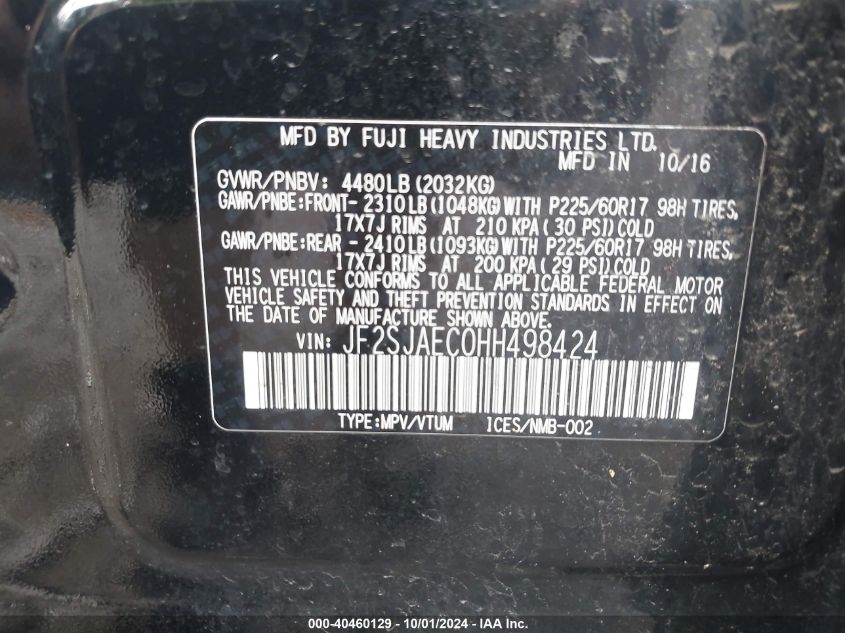 MFD BY FUJI HEAVY INDUSTRIES LTD.
MFD IN 10/16
GVWR/PNBV: 4480LB(2032KG)
GAWR/PNBE:FRONT- 2310LB(1048KG)WITH P225/60R17 98H TIRES,
17X7J RIMS AT 210 KPA(30 PSI)COLD
GAWR/PNBE:REAR - 2410LB(1093KG)WITH P225/60R17 98H TIRES,
17X7J RIMS AT 200 KPA(29 PSI)COLD
THIS VEHICLE CONFORMS TO ALL APPLICABLE FEDERAL MOTOR
VEHICLE SAFETY AND THEFT PREVENTION STANDARDS IN EFFECT ON
THE DATE OF MANUFACTURE SHOWN ABOVE.
VIN: JF2SJAEC0HH498424
TYPE:MPV/VTUM ICES/NMB-002
000-40460129 - 10/01/2024 - IAA Inc.